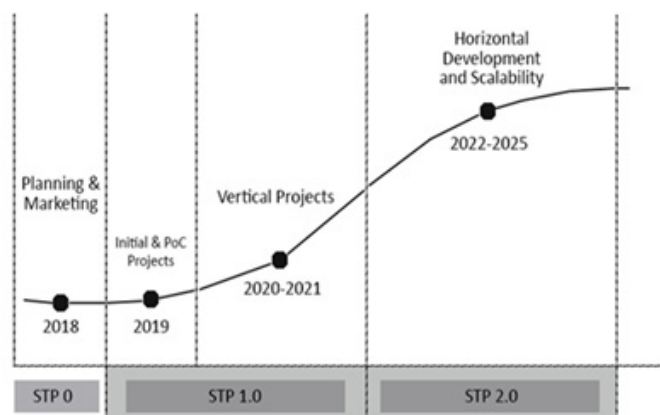 Horizontal
Development
and Scalability
2022-2025
Planning &
Marketing
Vertical Projects
Initial & PoC
Projects
2018
2019
2020-2021
STP 0
STP 1.0
STP 2.0